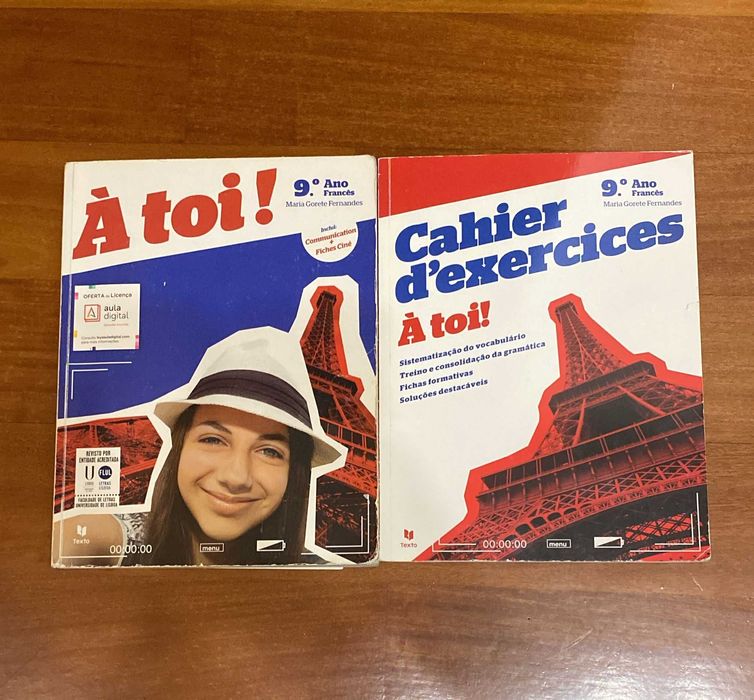 À toi!
9.º Ano
Francês
Maria Gorete Fernandes
Inclui:
Communication
+
Fiches Ciné
OFERTA de Licença
aula
digital
REVISTO POR
ENTIDADE ACREDITADA
U
FLUL
LISBOA
LETRAS
LISBOA
FACULDADE DE LETRAS
UNIVERSIDADE DE LISBOA
Texto
00:00:00
menu
9.º Ano
Francês
Maria Gorete Fernandes
Cahier
d'exercices
À toi!
Sistematização do vocabulário
Treino e consolidação da gramática
Fichas formativas
Soluções destacáveis
Texto
00:00:00
menu